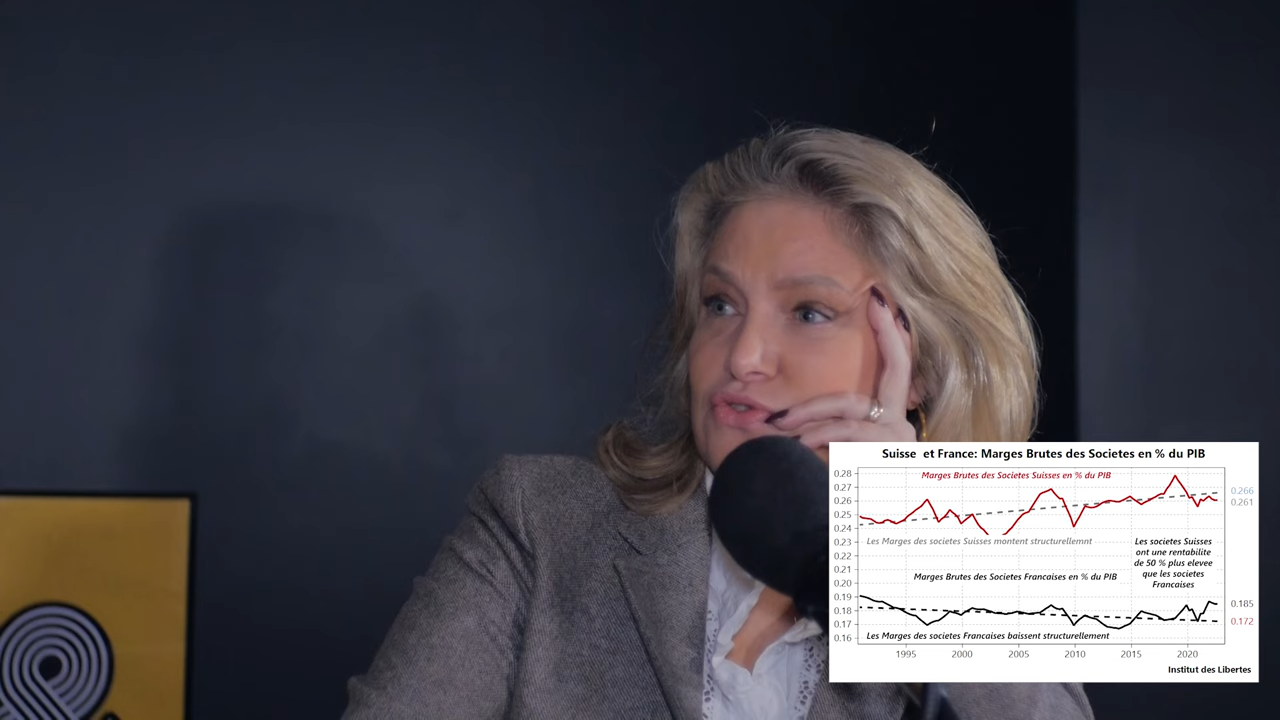 Suisse et France: Marges Brutes des Societes en % du PIB
0.28
0.27
0.26
0.25
0.24
0.23
0.22
0.21
0.20
0.19
0.18
0.17
0.16
Marges Brutes des Societes Suisses en % du PIB
0.266
0.261
Les Marges des societes Suisses montent structurellemnt
Les societes Suisses
ont une rentabilite
de 50 % plus elevee
que les societes
Francaises
Marges Brutes des Societes Francaises en % du PIB
0.185
0.172
Les Marges des societes Francaises baissent structurellement
1995 2000 2005 2010 2015 2020
Institut des Libertes